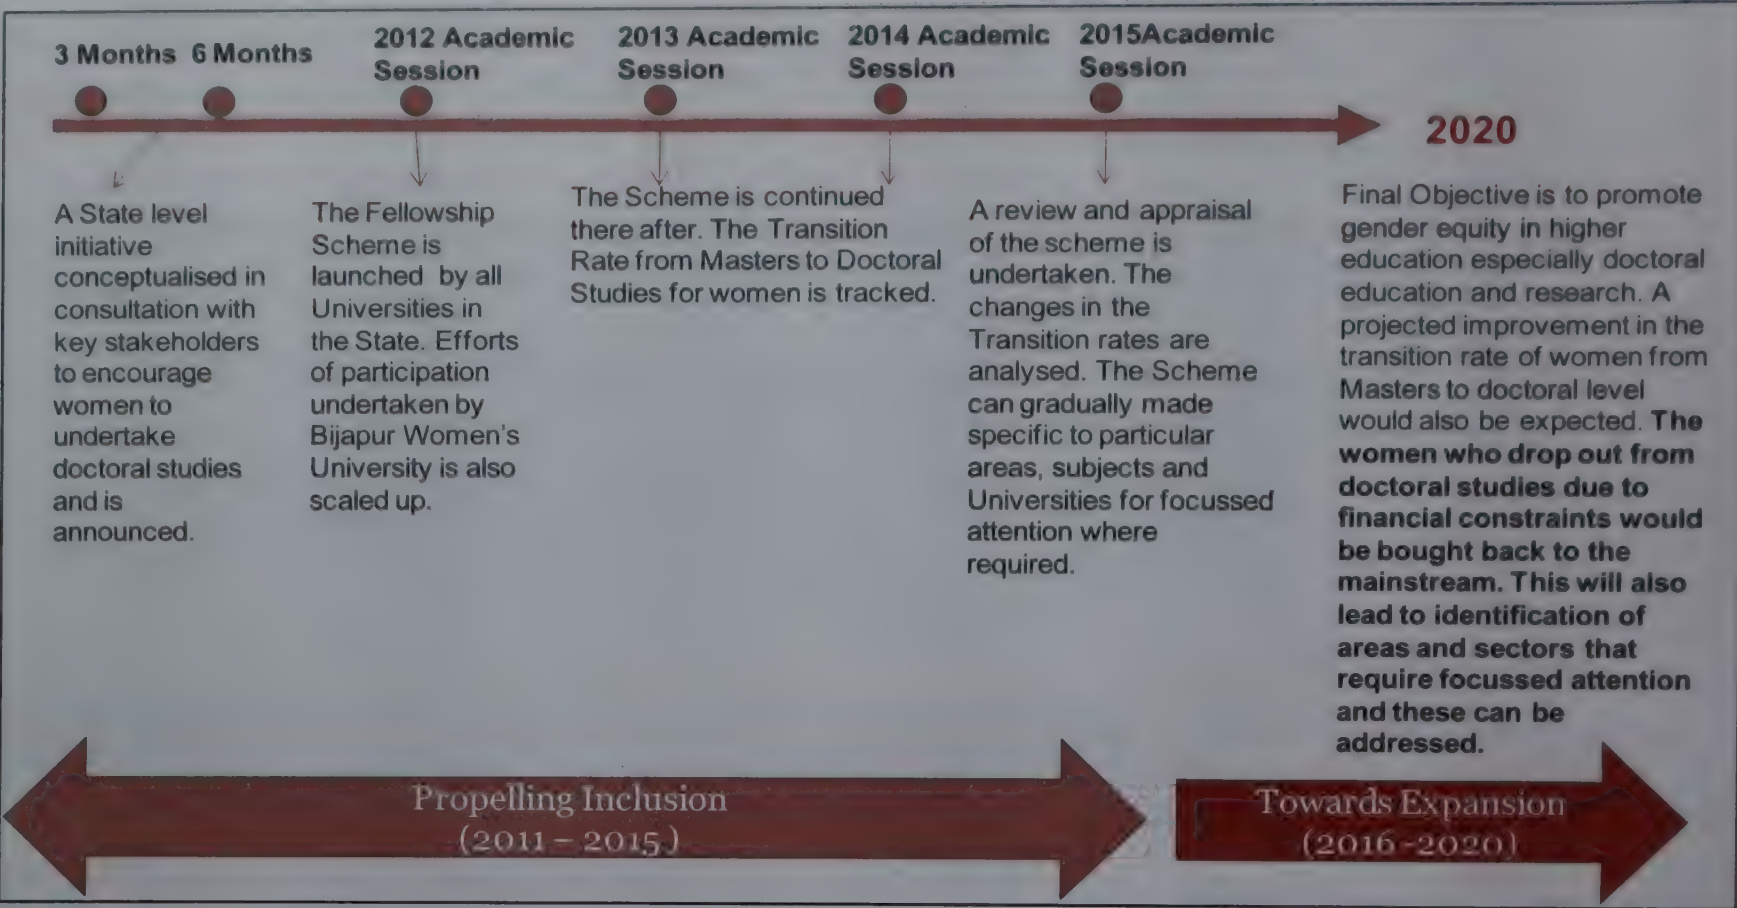 3 Months 6 Months
2012 Academic
Session
2013 Academic
Session
2014 Academic
Session
2015Academic
Session
2020
A State level
initiative
conceptualised in
consultation with
key stakeholders
to encourage
women to
undertake
doctoral studies
and is
announced.
The Fellowship
Scheme is
launched by all
Universities in
the State. Efforts
of participation
undertaken by
Bijapur Women's
University is also
scaled up.
The Scheme is continued
there after. The Transition
Rate from Masters to Doctoral
Studies for women is tracked.
A review and appraisal
of the scheme is
undertaken. The
changes in the
Transition rates are
analysed. The Scheme
can gradually made
specific to particular
areas, subjects and
Universities for focussed
attention where
required.
Final Objective is to promote
gender equity in higher
education especially doctoral
education and research. A
projected improvement in the
transition rate of women from
Masters to doctoral level
would also be expected. The
women who drop out from
doctoral studies due to
financial constraints would
be bought back to the
mainstream. This will also
lead to identification of
areas and sectors that
require focussed attention
and these can be
addressed.
Propelling Inclusion
(2011 – 2015)
Towards Expansion
(2016 -2020)